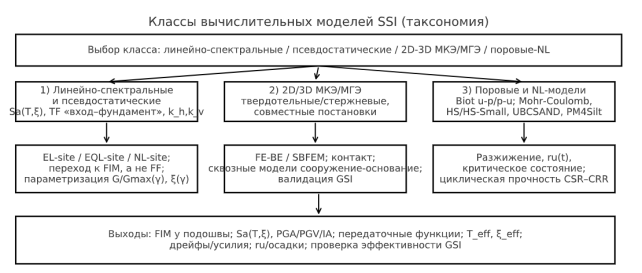 Классы вычислительных моделей SSI (таксономия)
Выбор класса: линейно-спектральные / псевдостатические / 2D-3D МКЭ/МГЭ / поровые-NL
1) Линейно-спектральные
и псевдостатические
Sa(T,ξ), TF «вход–фундамент», k_h,k_v
2) 2D/3D МКЭ/МГЭ
твердотельные/стержневые,
совместные постановки
3) Поровые и NL-модели
Biot u-p/p-u; Mohr-Coulomb,
HS/HS-Small, UBCSAND, PM4Silt
EL-site / EQL-site / NL-site;
переход к FIM, а не FF;
параметризация G/Gmax(γ), ξ(γ)
FE-BE / SBFEM; контакт;
сквозные модели сооружение-основание;
валидация GSI
Разжижение, ru(t),
критическое состояние;
циклическая прочность CSR–CRR
Выходы: FIM у подошвы; Sa(T,ξ), PGA/PGV/IA; передаточные функции; T_eff, ξ_eff;
дрейфы/усилия; ru/осадки; проверка эффективности GSI